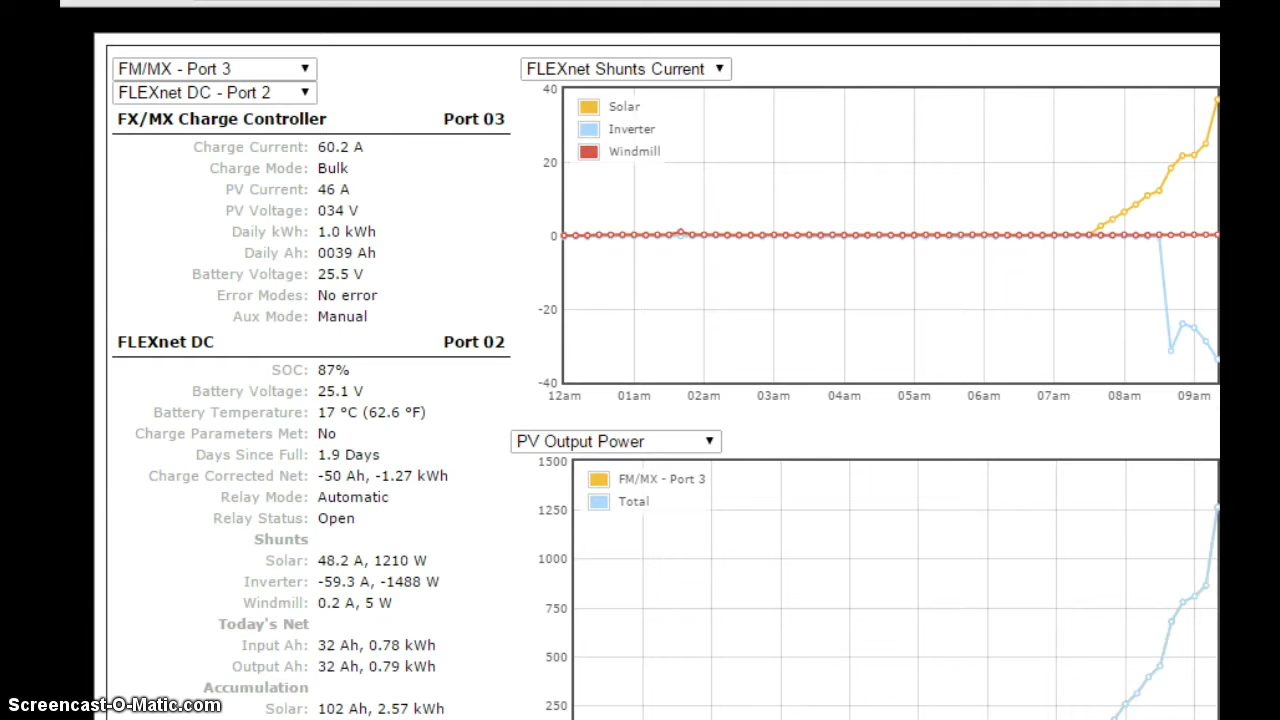 FM/MX - Port 3
FLEXnet DC - Port 2
FX/MX Charge Controller Port 03
Charge Current: 60.2 A
Charge Mode: Bulk
PV Current: 46 A
PV Voltage: 034 V
Daily kWh: 1.0 kWh
Daily Ah: 0039 Ah
Battery Voltage: 25.5 V
Error Modes: No error
Aux Mode: Manual
FLEXnet DC Port 02
SOC: 87%
Battery Voltage: 25.1 V
Battery Temperature: 17 °C (62.6 °F)
Charge Parameters Met: No
Days Since Full: 1.9 Days
Charge Corrected Net: -50 Ah, -1.27 kWh
Relay Mode: Automatic
Relay Status: Open
Shunts
Solar: 48.2 A, 1210 W
Inverter: -59.3 A, -1488 W
Windmill: 0.2 A, 5 W
Today's Net
Input Ah: 32 Ah, 0.78 kWh
Output Ah: 32 Ah, 0.79 kWh
Accumulation
Solar: 102 Ah, 2.57 kWh
FLEXnet Shunts Current
40
Solar
Inverter
Windmill
20
0
-20
-40
12am 01am 02am 03am 04am 05am 06am 07am 08am 09am
PV Output Power
1500
FM/MX - Port 3
Total
1250
1000
750
500
250
Screencast-O-Matic.com